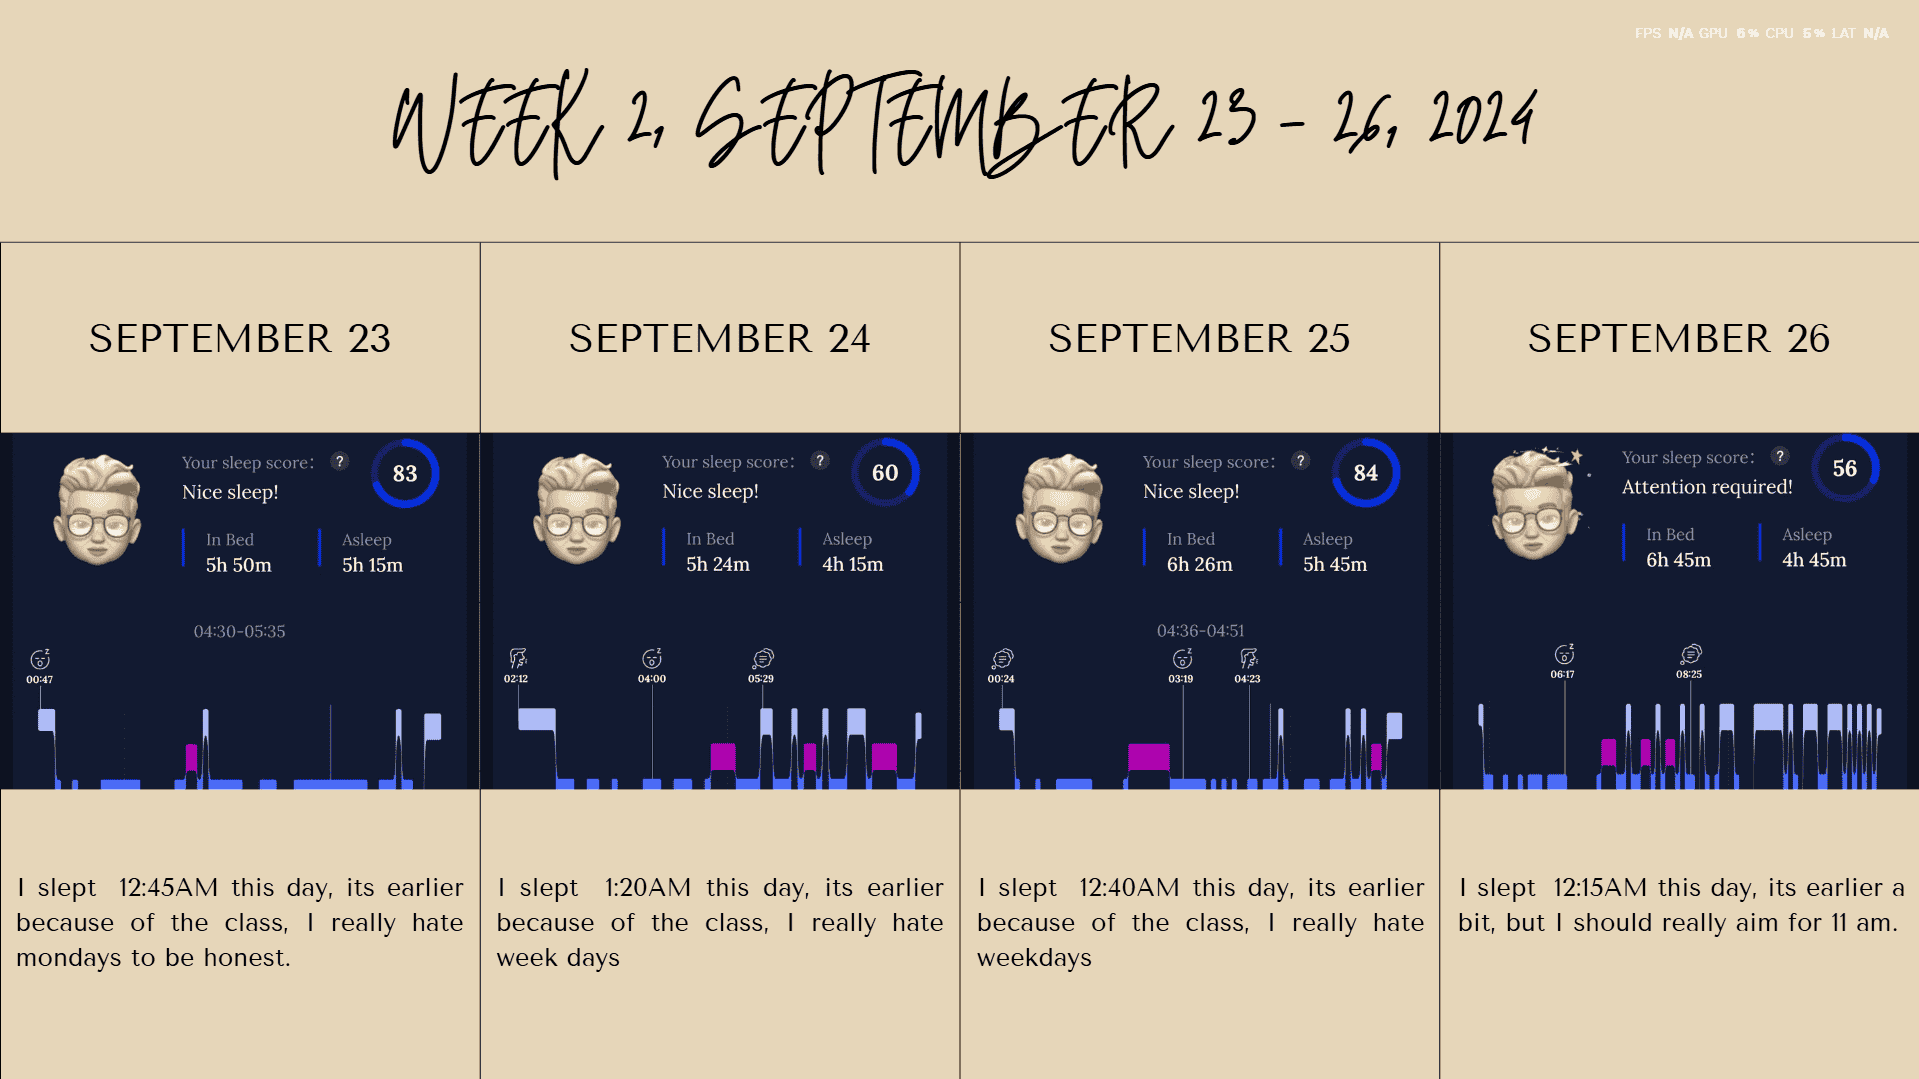 FPS N/A GPU 6% CPU 5% LAT N/A
WEEK 2, SEPTEMBER 23 - 26, 2024
SEPTEMBER 23
SEPTEMBER 24
SEPTEMBER 25
SEPTEMBER 26
Your sleep score: ?
83
Nice sleep!
In Bed
Asleep
5h 50m
5h 15m
04:30-05:35
00:47
Your sleep score: ?
60
Nice sleep!
In Bed
Asleep
5h 24m
4h 15m
02:12
04:00
05:29
Your sleep score: ?
84
Nice sleep!
In Bed
Asleep
6h 26m
5h 45m
04:36-04:51
00:24
03:19
04:23
Your sleep score: ?
56
Attention required!
In Bed
Asleep
6h 45m
4h 45m
06:17
08:25
I slept 12:45AM this day, its earlier
because of the class, I really hate
mondays to be honest.
I slept 1:20AM this day, its earlier
because of the class, I really hate
week days
I slept 12:40AM this day, its earlier
because of the class, I really hate
weekdays
I slept 12:15AM this day, its earlier a
bit, but I should really aim for 11 am.